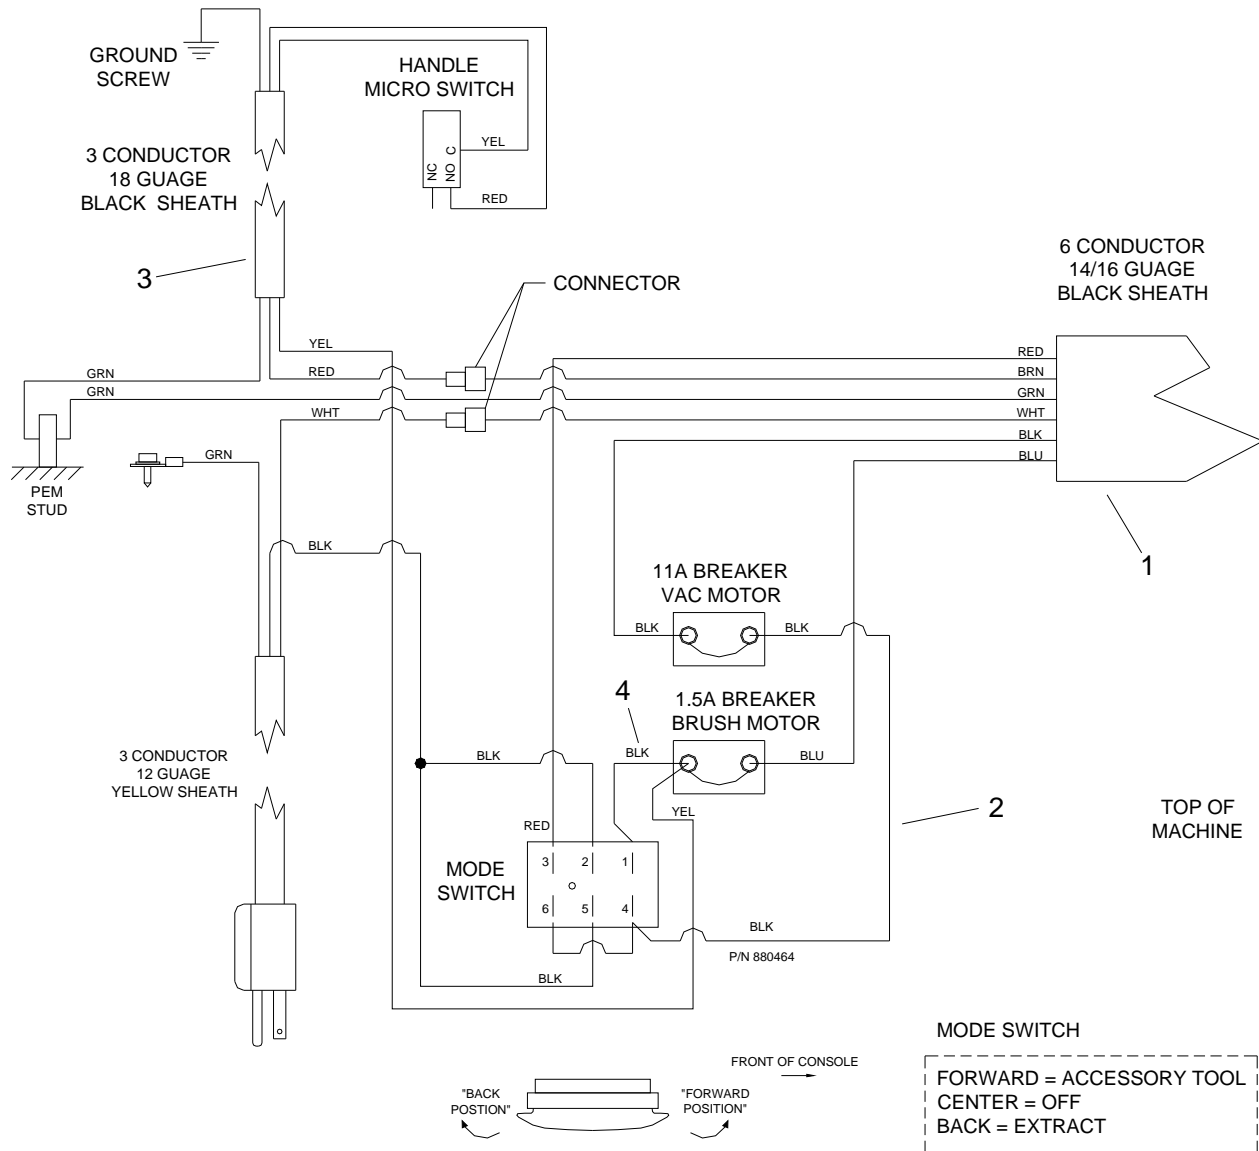 GROUND
SCREW
HANDLE
MICRO SWITCH
YEL
NC
NO C
RED
3 CONDUCTOR
18 GUAGE
BLACK SHEATH
3
CONNECTOR
6 CONDUCTOR
14/16 GUAGE
BLACK SHEATH
YEL
RED
GRN
GRN
WHT
RED
BRN
GRN
WHT
BLK
BLU
1
GRN
PEM
STUD
BLK
11A BREAKER
VAC MOTOR
BLK
BLK
4
1.5A BREAKER
BRUSH MOTOR
BLK
BLU
YEL
2
TOP OF
MACHINE
3 CONDUCTOR
12 GUAGE
YELLOW SHEATH
BLK
RED
MODE
SWITCH
3 2 1
6 5 4
BLK
P/N 880464
BLK
MODE SWITCH
FORWARD = ACCESSORY TOOL
CENTER = OFF
BACK = EXTRACT
FRONT OF CONSOLE
"BACK
POSTION"
"FORWARD
POSITION"